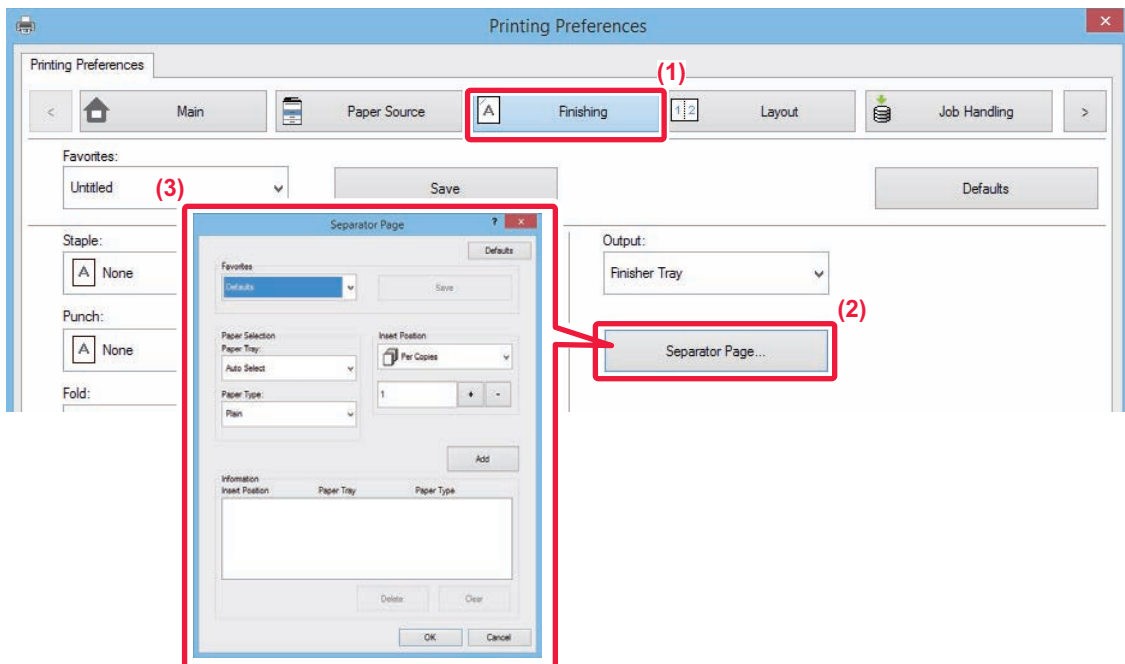 Printing Preferences
Printing Preferences
(1)
< Main Paper Source A Finishing 1 2 Layout Job Handling >
Favorites:
Untitled Save Defaults
(3)
Staple:
A None
Punch:
A None
Fold:
Separator Page ?
Defaults
Favorites
Defaults Save
Paper Selection
Paper Tray:
Auto Select
Paper Type:
Plain
Insert Position
Per Copies
1 + -
Add
Information
Insert Position Paper Tray Paper Type
Delete Clear
OK Cancel
Output:
Finisher Tray
(2)
Separator Page...